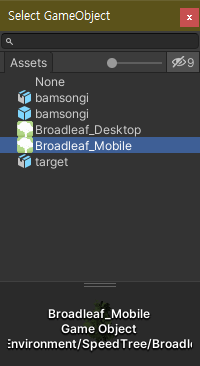 Select GameObject
x
Assets
9
None
bamsongi
bamsongi
Broadleaf_Desktop
Broadleaf_Mobile
target
Broadleaf_Mobile
Game Object
Environment/SpeedTree/Broadl